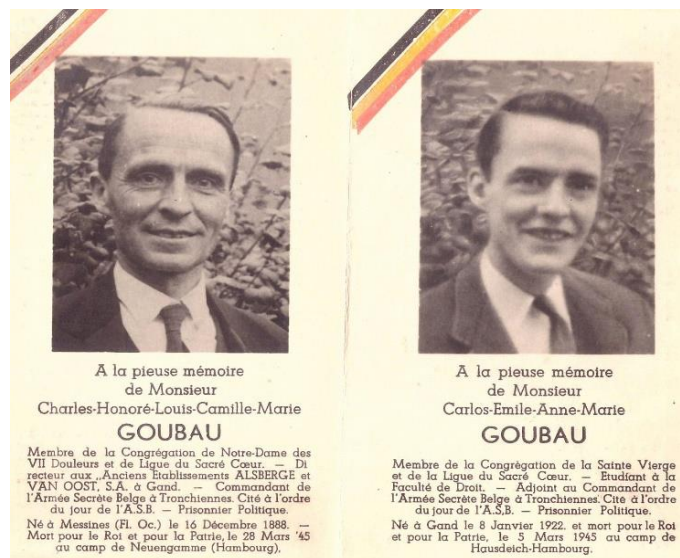 A la pieuse mémoire
de Monsieur
Charles-Honoré-Louis-Camille-Marie
GOUBAU
Membre de la Congrégation de Notre-Dame des
VII Douleurs et de Ligue du Sacré Cœur. — Di
recteur aux „Anciens Etablissements ALSBERGE et
VAN OOST, S.A. à Gand. — Commandant de
l'Armée Secrète Belge à Tronchiennes. Cité à l'ordre
du jour de l'A.S.B. — Prisonnier Politique.
Né à Messines (Fl. Oc.) le 16 Décembre 1888. —
Mort pour le Roi et pour la Patrie, le 28 Mars '45
au camp de Neuengamme (Hambourg),
A la pieuse mémoire
de Monsieur
Carlos-Emile-Anne-Marie
GOUBAU
Membre de la Congrègation de la Sainte Vierge
et de la Ligue du Sacré Cœur. — Etudiant à la
Faculté de Droit. — Adjoint au Commandant de
l'Armée Secrète Belge à Tronchiennes. Cité à l'ordre
du jour de l'A.S.B. — Prisonnier Politique.
Né à Gand le 8 Janvier 1922. et mort pour le Roi
et pour la Patrie, le 5 Mars 1945 au camp de
Hausdeich-Hambourg.